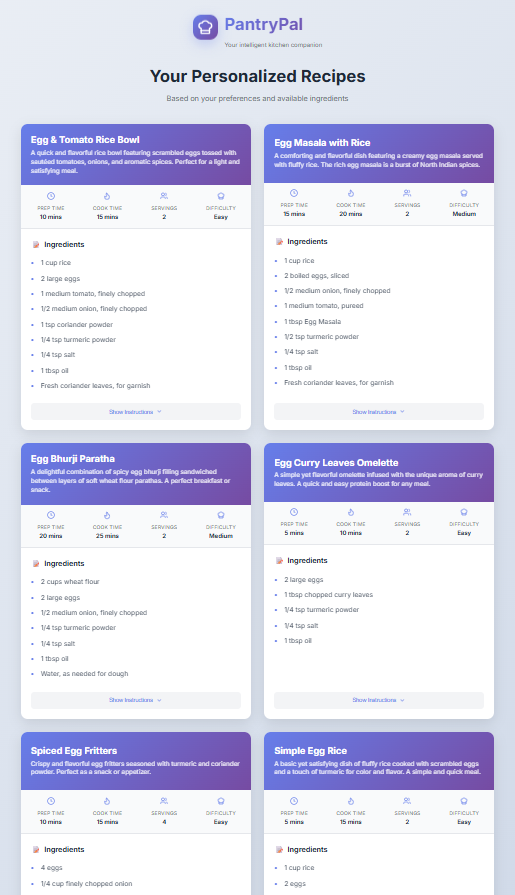 PantryPal
Your intelligent kitchen companion
Your Personalized Recipes
Based on your preferences and available ingredients
Egg & Tomato Rice Bowl
A quick and flavorful rice bowl featuring scrambled eggs tossed with
sautéed tomatoes, onions, and aromatic spices. Perfect for a light and
satisfying meal.
PREP TIME
10 mins
COOK TIME
15 mins
SERVINGS
2
DIFFICULTY
Easy
Ingredients
1 cup rice
2 large eggs
1 medium tomato, finely chopped
1/2 medium onion, finely chopped
1 tsp coriander powder
1/4 tsp turmeric powder
1/4 tsp salt
1 tbsp oil
Fresh coriander leaves, for garnish
Show Instructions
Egg Masala with Rice
A comforting and flavorful dish featuring a creamy egg masala served
with fluffy rice. The rich egg masala is a burst of North Indian spices.
PREP TIME
15 mins
COOK TIME
20 mins
SERVINGS
2
DIFFICULTY
Medium
Ingredients
1 cup rice
2 boiled eggs, sliced
1/2 medium onion, finely chopped
1 medium tomato, pureed
1 tbsp Egg Masala
1/2 tsp turmeric powder
1/4 tsp salt
1 tbsp oil
Fresh coriander leaves, for garnish
Show Instructions
Egg Bhurji Paratha
A delightful combination of spicy egg bhurji filling sandwiched
between layers of soft wheat flour parathas. A perfect breakfast or
snack.
PREP TIME
20 mins
COOK TIME
25 mins
SERVINGS
2
DIFFICULTY
Medium
Ingredients
2 cups wheat flour
2 large eggs
1/2 medium onion, finely chopped
1/4 tsp turmeric powder
1/4 tsp salt
1 tbsp oil
Water, as needed for dough
Show Instructions
Egg Curry Leaves Omelette
A simple yet flavorful omelette infused with the unique aroma of curry
leaves. A quick and easy protein boost for any meal.
PREP TIME
5 mins
COOK TIME
10 mins
SERVINGS
2
DIFFICULTY
Easy
Ingredients
2 large eggs
1 tbsp chopped curry leaves
1/4 tsp turmeric powder
1/4 tsp salt
1 tbsp oil
Show Instructions
Spiced Egg Fritters
Crispy and flavorful egg fritters seasoned with turmeric and coriander
powder. Perfect as a snack or appetizer.
PREP TIME
10 mins
COOK TIME
15 mins
SERVINGS
4
DIFFICULTY
Easy
Ingredients
4 eggs
1/4 cup finely chopped onion
Simple Egg Rice
A basic yet satisfying dish of fluffy rice cooked with scrambled eggs
and a touch of turmeric for color and flavor. A simple and quick meal.
PREP TIME
5 mins
COOK TIME
15 mins
SERVINGS
2
DIFFICULTY
Easy
Ingredients
1 cup rice
2 eggs